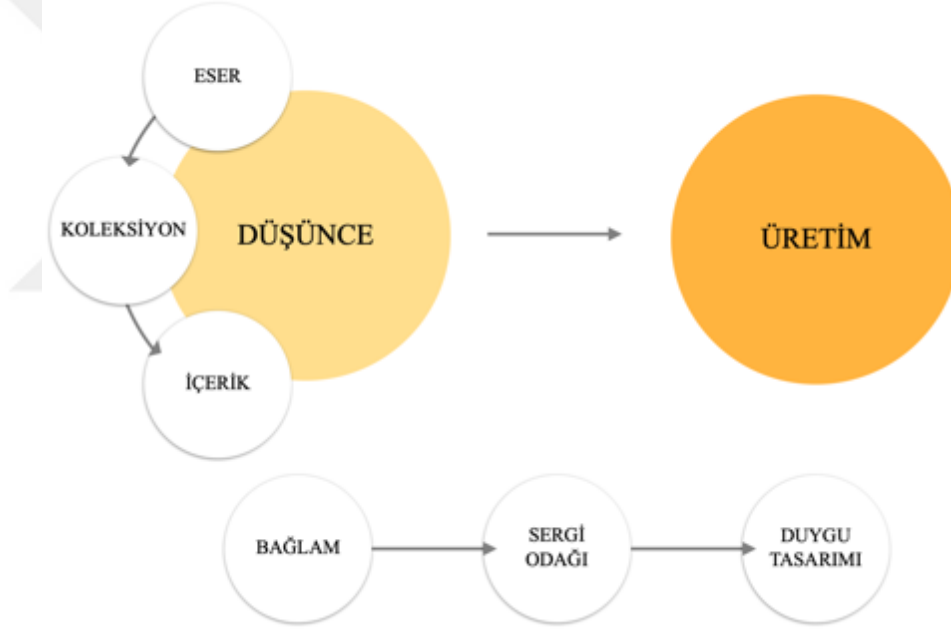 ESER
KOLEKSİYON
DÜŞÜNCE
ÜRETİM
İÇERİK
BAĞLAM
SERGİ
ODAĞI
DUYGU
TASARIMI